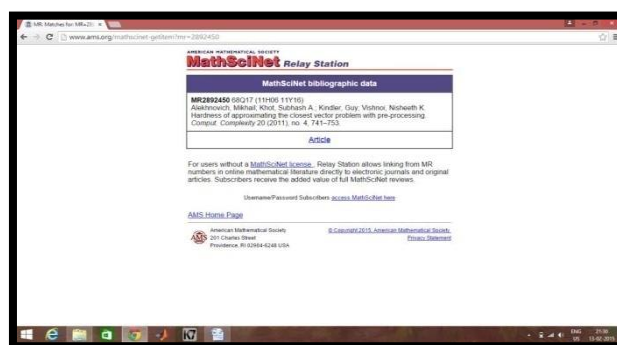 MR: Matches for: MR=289
www.ams.org/mathscinet-getitem?mr=2892450
AMERICAN MATHEMATICAL SOCIETY
MathSciNet Relay Station
MathSciNet bibliographic data
MR2892450 68Q17 (11H06 11Y16)
Alekhnovich, Mikhail; Khot, Subhash A.; Kindler, Guy; Vishnoi, Nisheeth K.
Hardness of approximating the closest vector problem with pre-processing.
Comput. Complexity 20 (2011), no. 4, 741–753.
Article
For users without a MathSciNet license , Relay Station allows linking from MR
numbers in online mathematical literature directly to electronic journals and original
articles. Subscribers receive the added value of full MathSciNet reviews.
Username/Password Subscribers access MathSciNet here
AMS Home Page
AMS
American Mathematical Society
201 Charles Street
Providence, RI 02904-6248 USA
© Copyright 2015, American Mathematical Society
Privacy Statement
K7
ENG 21:36
US 13-02-2015